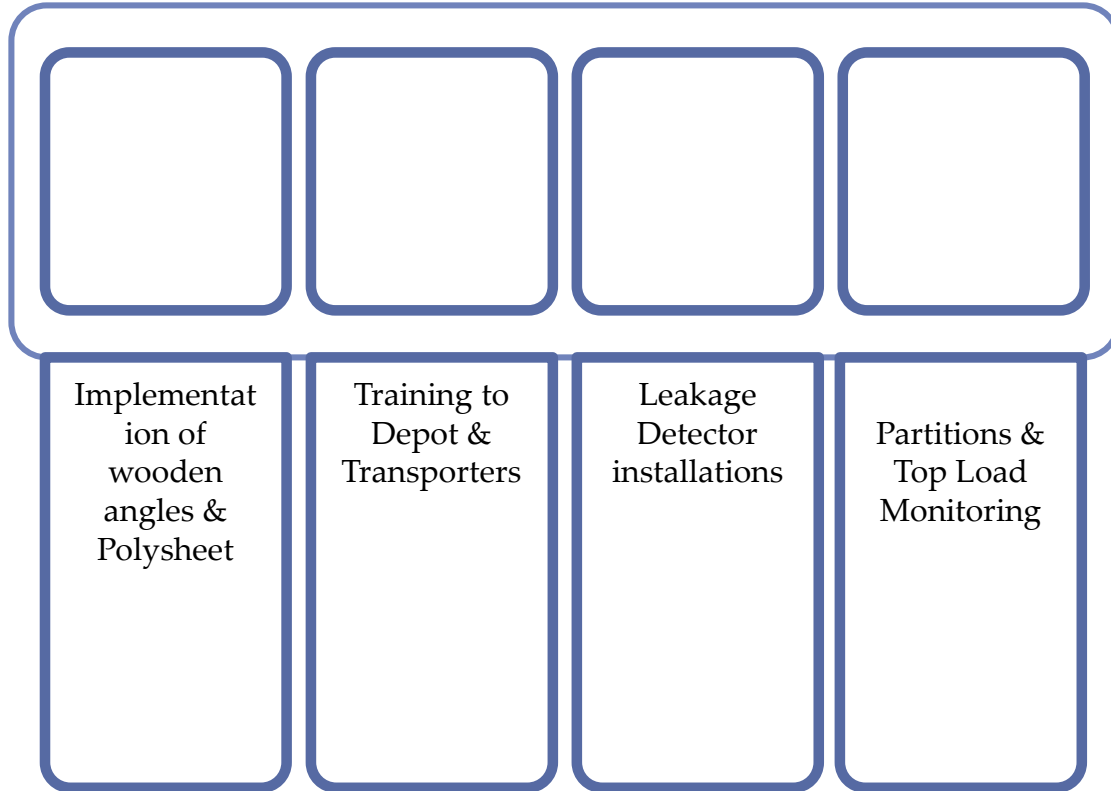 Implementat
ion of
wooden
angles &
Polysheet
Training to
Depot &
Transporters
Leakage
Detector
installations
Partitions &
Top Load
Monitoring